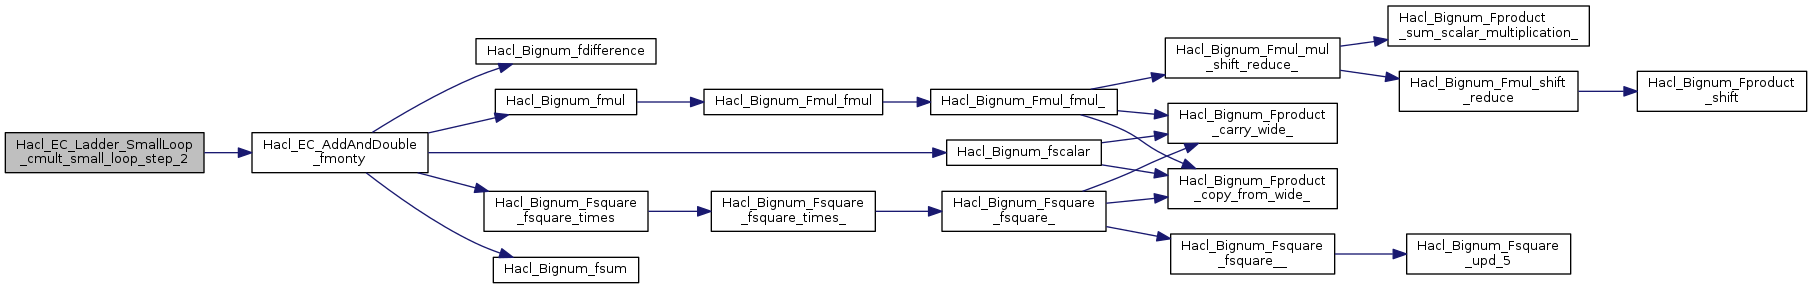 Hacl_EC_Ladder_SmallLoop
_cmult_small_loop_step_2
Hacl_EC_AddAndDouble
_fmonty
Hacl_Bignum_fdifference
Hacl_Bignum_fmul
Hacl_Bignum_Fmul_fmul
Hacl_Bignum_Fmul_fmul_
Hacl_Bignum_Fmul_mul
_shift_reduce_
Hacl_Bignum_Fproduct
_sum_scalar_multiplication_
Hacl_Bignum_Fmul_shift
_reduce
Hacl_Bignum_Fproduct
_shift
Hacl_Bignum_Fproduct
_carry_wide_
Hacl_Bignum_fscalar
Hacl_Bignum_Fproduct
_copy_from_wide_
Hacl_Bignum_Fsquare
_fsquare_times
Hacl_Bignum_Fsquare
_fsquare_times_
Hacl_Bignum_Fsquare
_fsquare_
Hacl_Bignum_Fsquare
_fsquare__
Hacl_Bignum_Fsquare
_upd_5
Hacl_Bignum_fsum